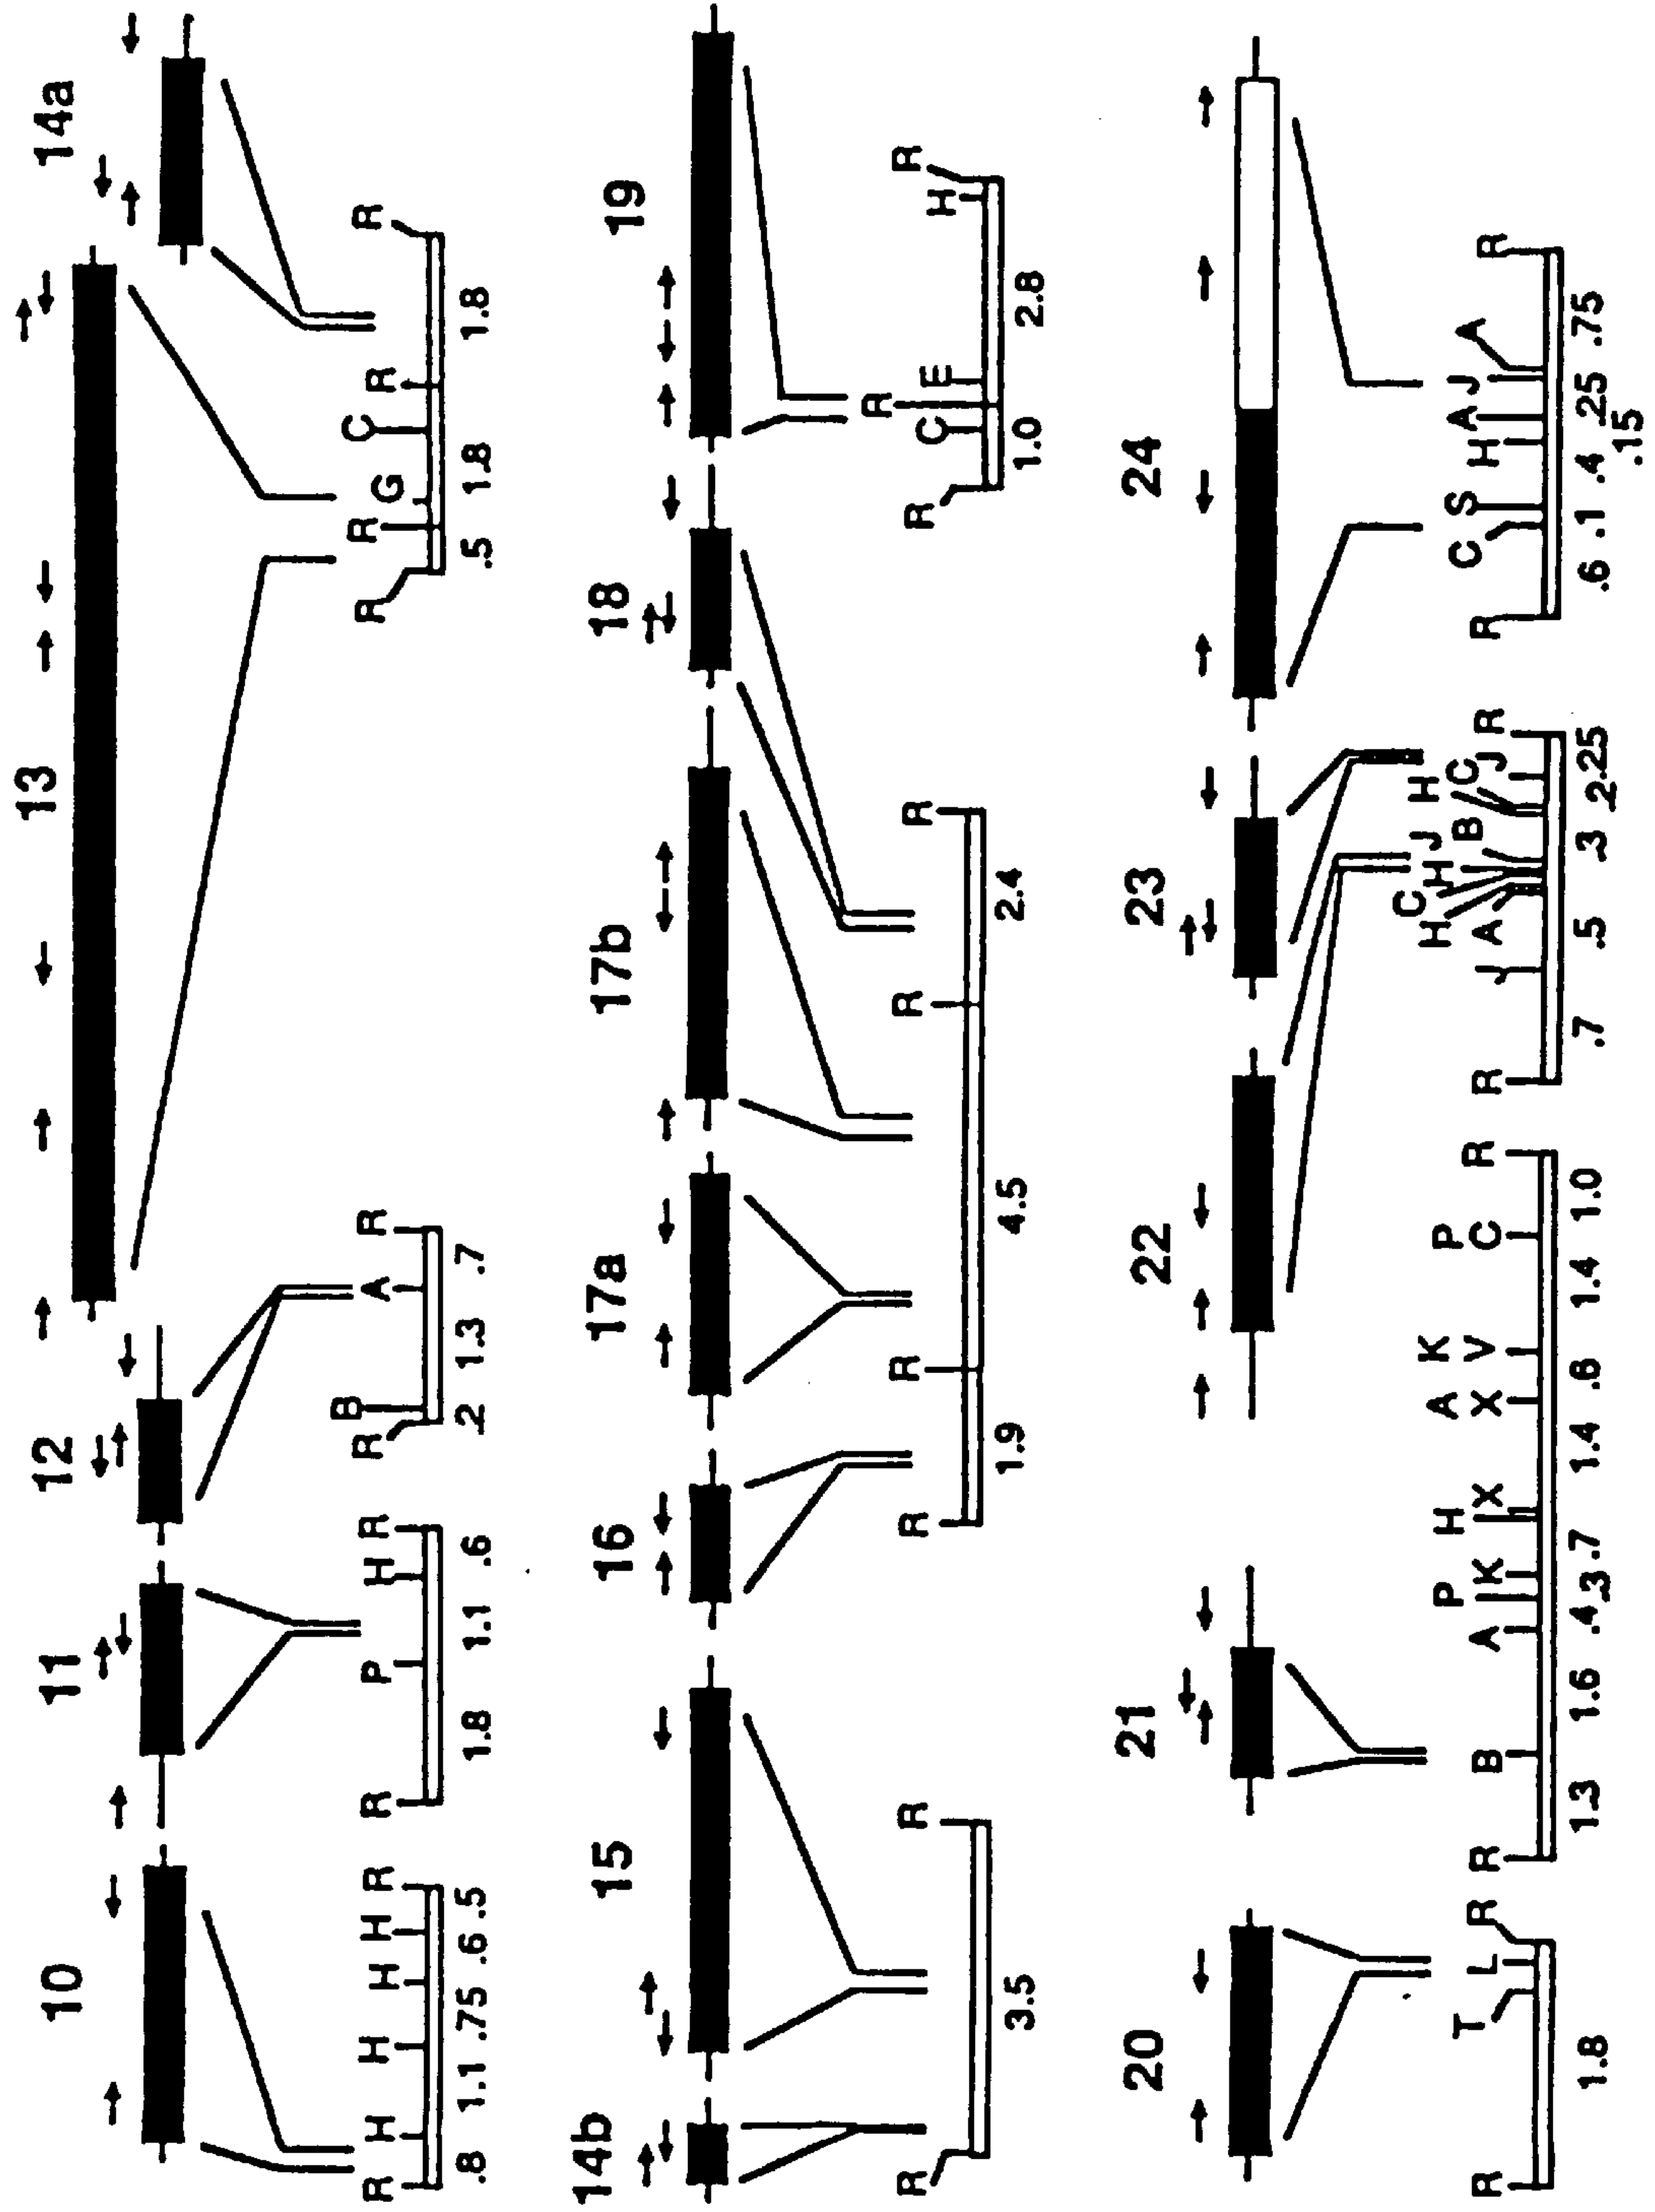 10 11 12 13 14a
R H H H H R R P H R R B A R R R G C R R
.8 1.1 .75 .6 .5 1.8 1.1 .6 .2 1.3 .7 .5 1.8 1.8
14b 15 16 17a 17b 18 19
R R R R R R R C R E H R
3.5 1.9 4.5 2.4 1.0 2.8
20 21 22 23 24
P H A K P H C H J H
R T L R R B A K X X V C R R J A H B C J R R C S H A J A R
1.8 1.3 1.6 .4 .3 .7 1.4 .6 1.4 1.0 .7 .5 .3 .2 .25 .6 .1 .4 .25 .75
.15